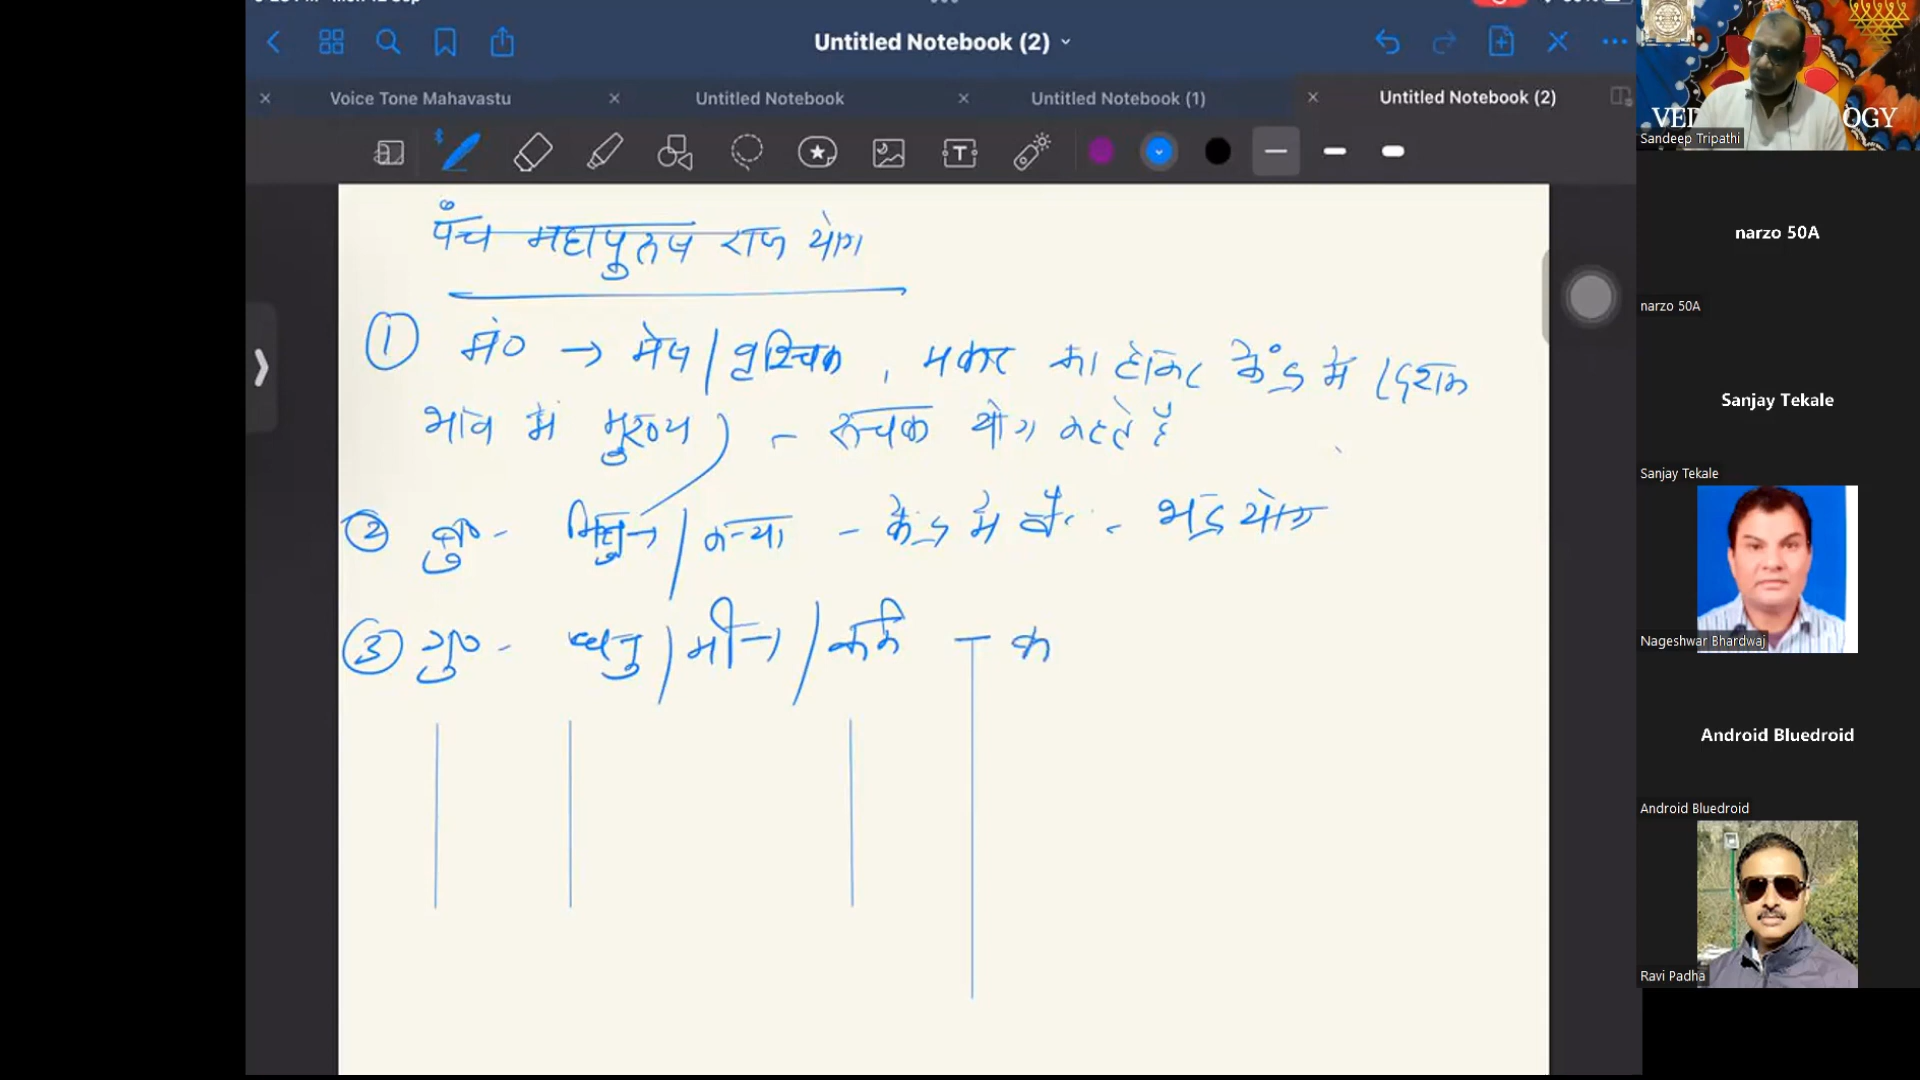 Untitled Notebook (2)
Voice Tone Mahavastu
Untitled Notebook
Untitled Notebook (1)
Untitled Notebook (2)
पंच महापुरुष राज योग
① मं० → मेष / वृश्चिक , मकर का होकर केंद्र में (दशम
भाव में मुख्य) – रूचक योग कहते है
② बु० - मिथुन / कन्या – केंद्र में - भद्र योग
③ गु० - धनु / मीन / कर्क – क
VED
OGY
Sandeep Tripathi
narzo 50A
narzo 50A
Sanjay Tekale
Sanjay Tekale
Nageshwar Bhardwaj
Android Bluedroid
Android Bluedroid
Ravi Padha